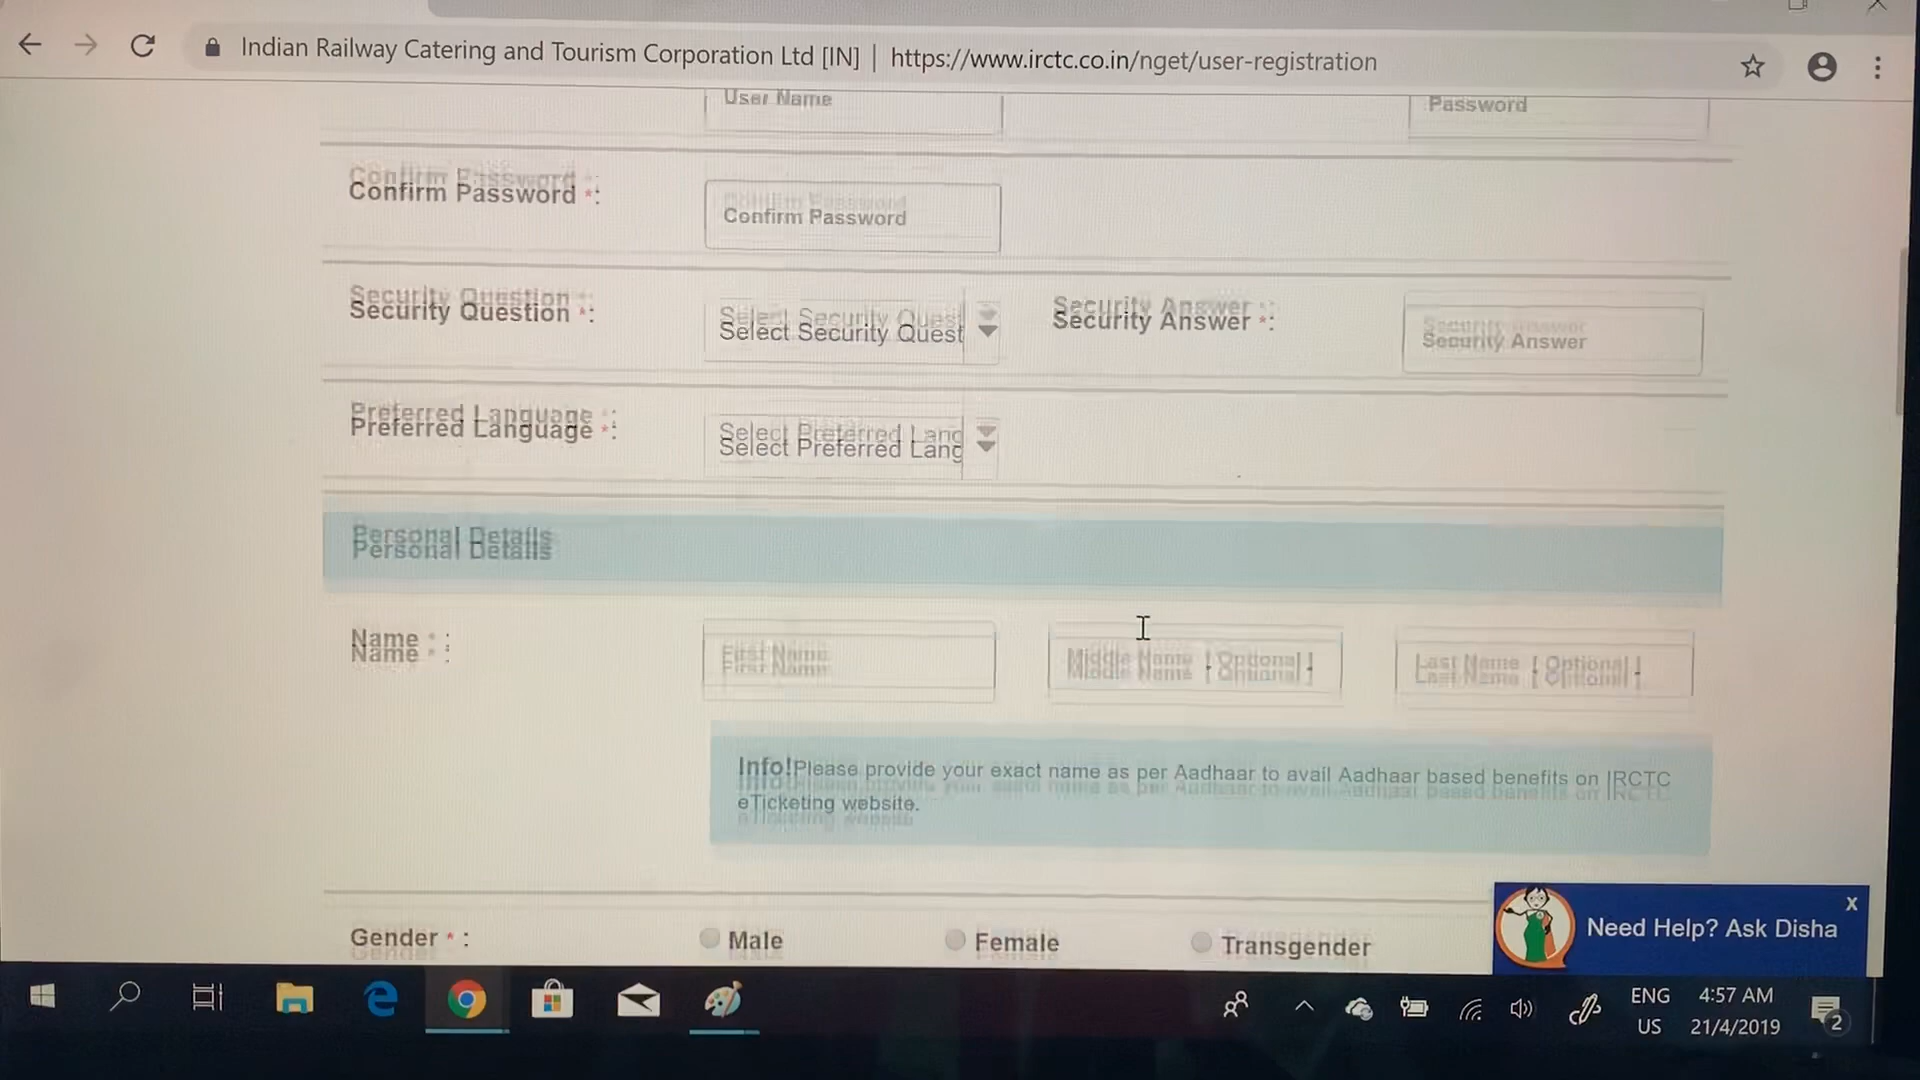 Indian Railway Catering and Tourism Corporation Ltd [IN] | https://www.irctc.co.in/nget/user-registration
User Name Password
Confirm Password *: Confirm Password
Security Question *: Select Security Quest Security Answer *: Security Answer
Preferred Language *: Select Preferred Lang
Personal Details
Name * : First Name Middle Name [ Optional ] Last Name [ Optional ]
Info!Please provide your exact name as per Aadhaar to avail Aadhaar based benefits on IRCTC
eTicketing website.
Gender * : Male Female Transgender
Need Help? Ask Disha x
ENG 4:57 AM
US 21/4/2019 2